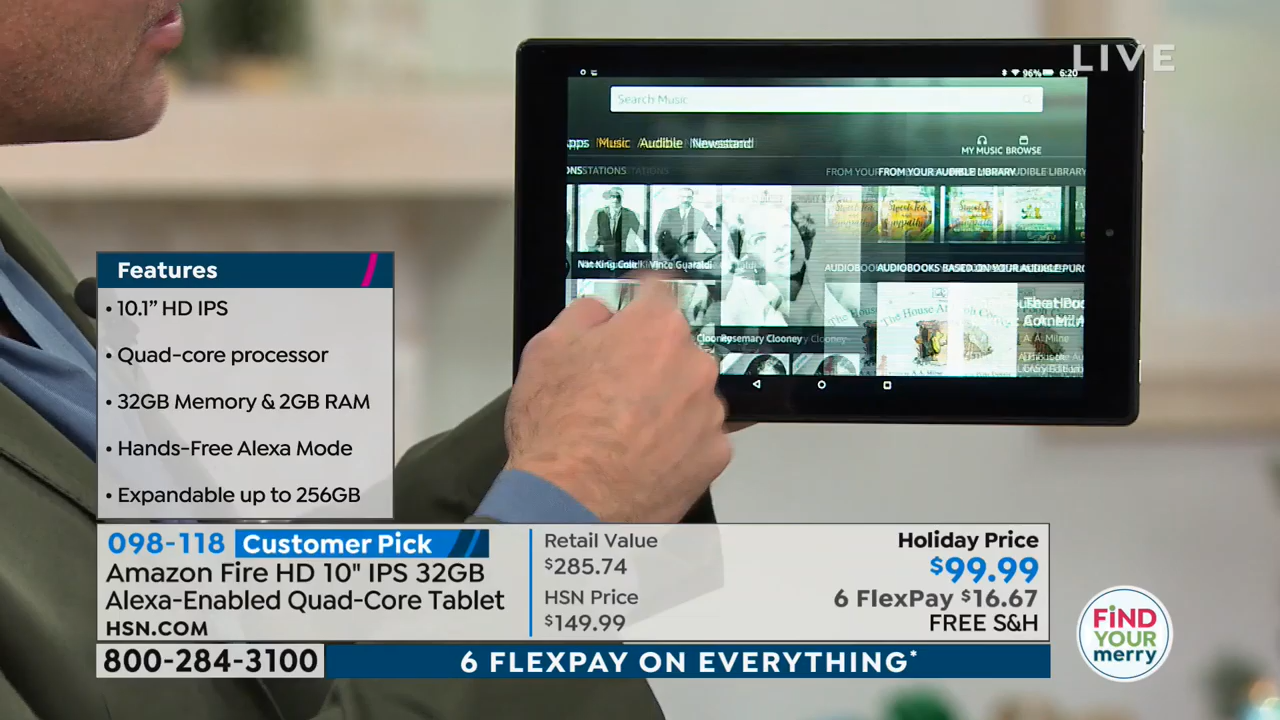 LIVE
96% 6:20
Search Music
Apps Music Audible Newsstand
MY MUSIC BROWSE
STATIONS
FROM YOUR AUDIBLE LIBRARY
Nat King Cole Vince Guaraldi
AUDIOBOOKS BASED ON YOUR AUDIBLE
Rosemary Clooney
The House At Pooh Corner
A. A. Milne
Features
• 10.1” HD IPS
• Quad-core processor
• 32GB Memory & 2GB RAM
• Hands-Free Alexa Mode
• Expandable up to 256GB
098-118 Customer Pick
Amazon Fire HD 10" IPS 32GB
Alexa-Enabled Quad-Core Tablet
HSN.COM
Retail Value
$285.74
HSN Price
$149.99
Holiday Price
$99.99
6 FlexPay $16.67
FREE S&H
FiND
YOUR
merry
800-284-3100
6 FLEXPAY ON EVERYTHING*